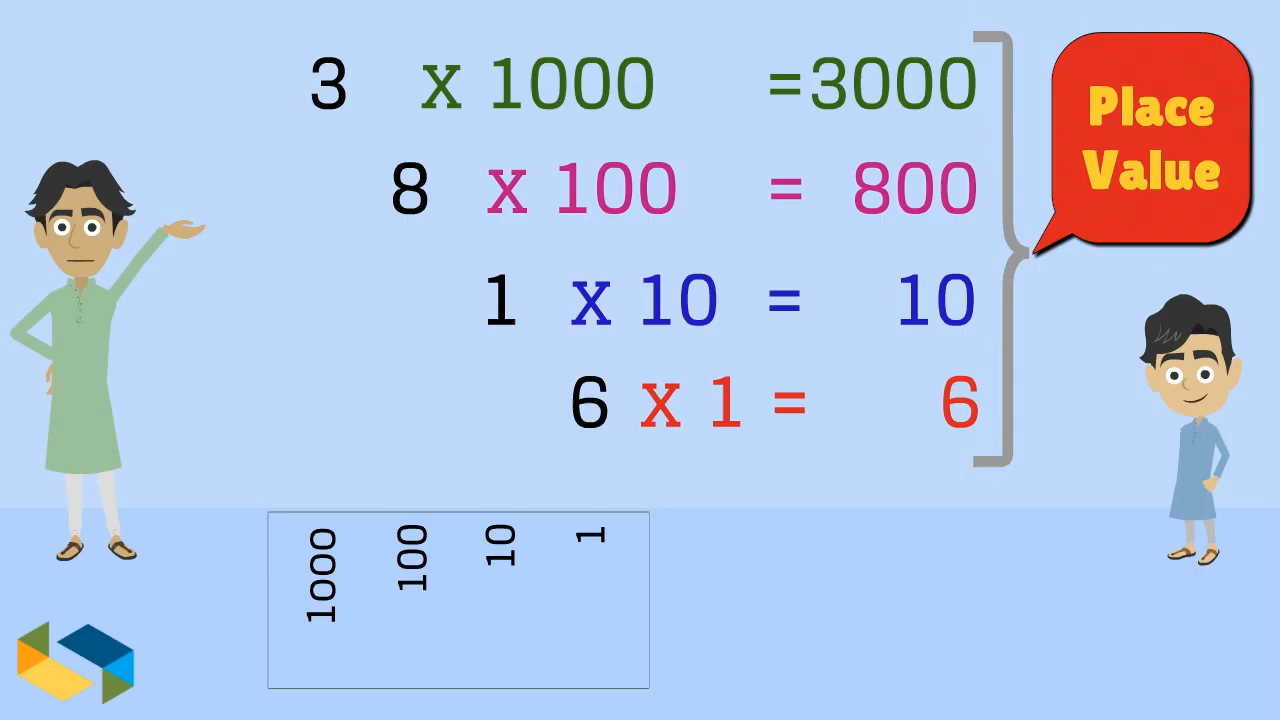 3 x 1000 =3000
8 x 100 = 800
1 x 10 = 10
6 x 1 = 6
Place
Value
1000 100 10 1